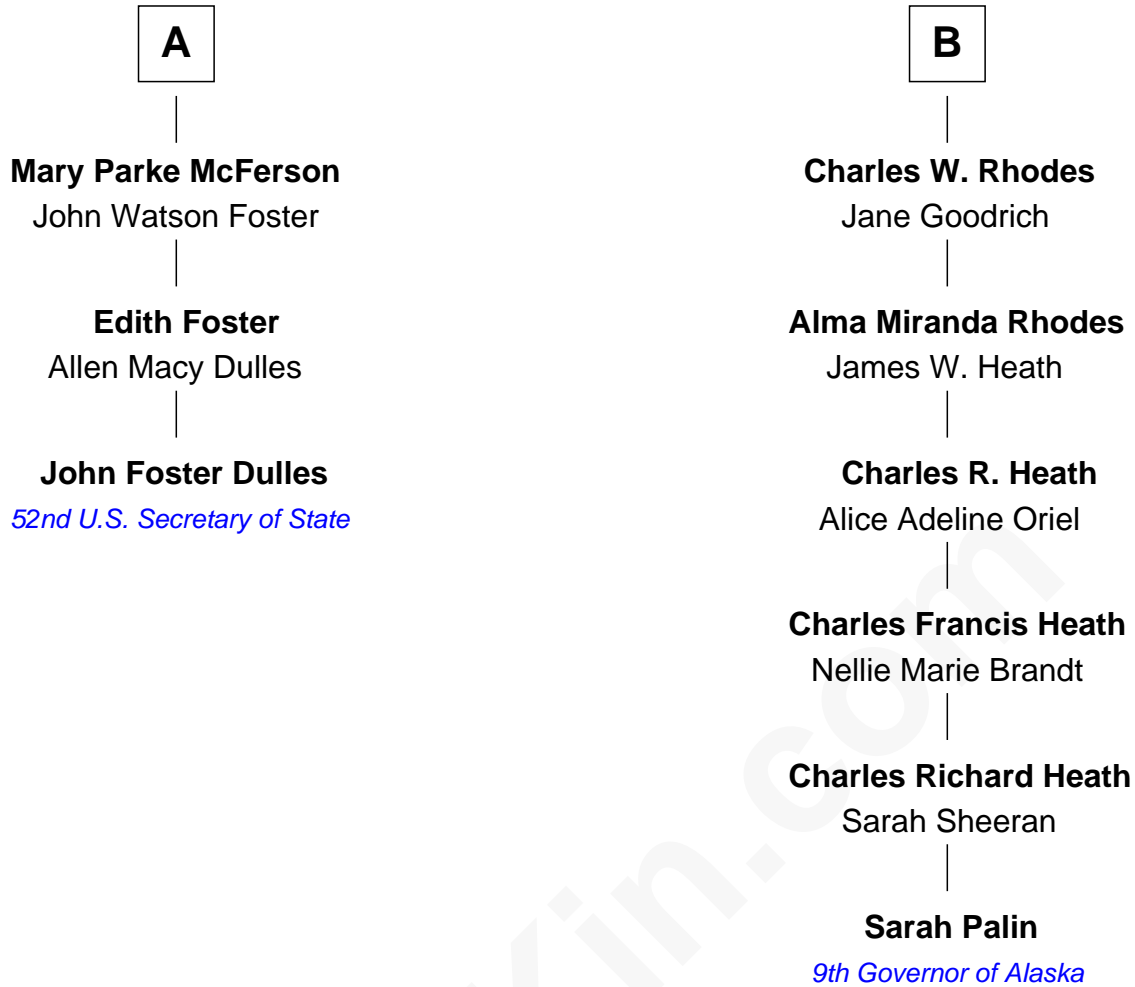 A
Mary Parke McFerson
John Watson Foster
Edith Foster
Allen Macy Dulles
John Foster Dulles
52nd U.S. Secretary of State
B
Charles W. Rhodes
Jane Goodrich
Alma Miranda Rhodes
James W. Heath
Charles R. Heath
Alice Adeline Oriel
Charles Francis Heath
Nellie Marie Brandt
Charles Richard Heath
Sarah Sheeran
Sarah Palin
9th Governor of Alaska
Kin.com